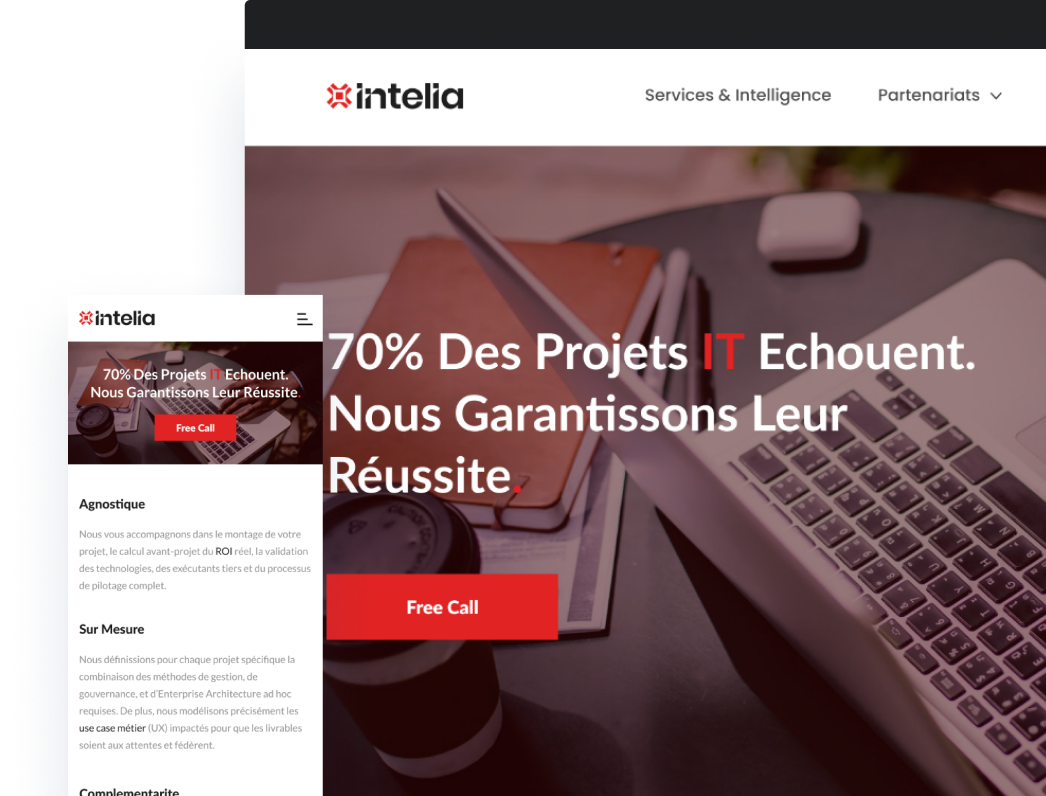 intelia
Services & Intelligence
Partenariats
70% Des Projets IT Echouent.
Nous Garantissons Leur
Réussite.
Free Call
intelia
70% Des Projets IT Echouent.
Nous Garantissons Leur Réussite.
Free Call
Agnostique
Nous vous accompagnons dans le montage de votre
projet, le calcul avant-projet du ROI réel, la validation
des technologies, des exécutants tiers et du processus
de pilotage complet.
Sur Mesure
Nous définissions pour chaque projet spécifique la
combinaison des méthodes de gestion, de
gouvernance, et d'Enterprise Architecture ad hoc
requises. De plus, nous modélisons précisément les
use case métier (UX) impactés pour que les livrables
soient aux attentes et fédèrent.
Complementarite